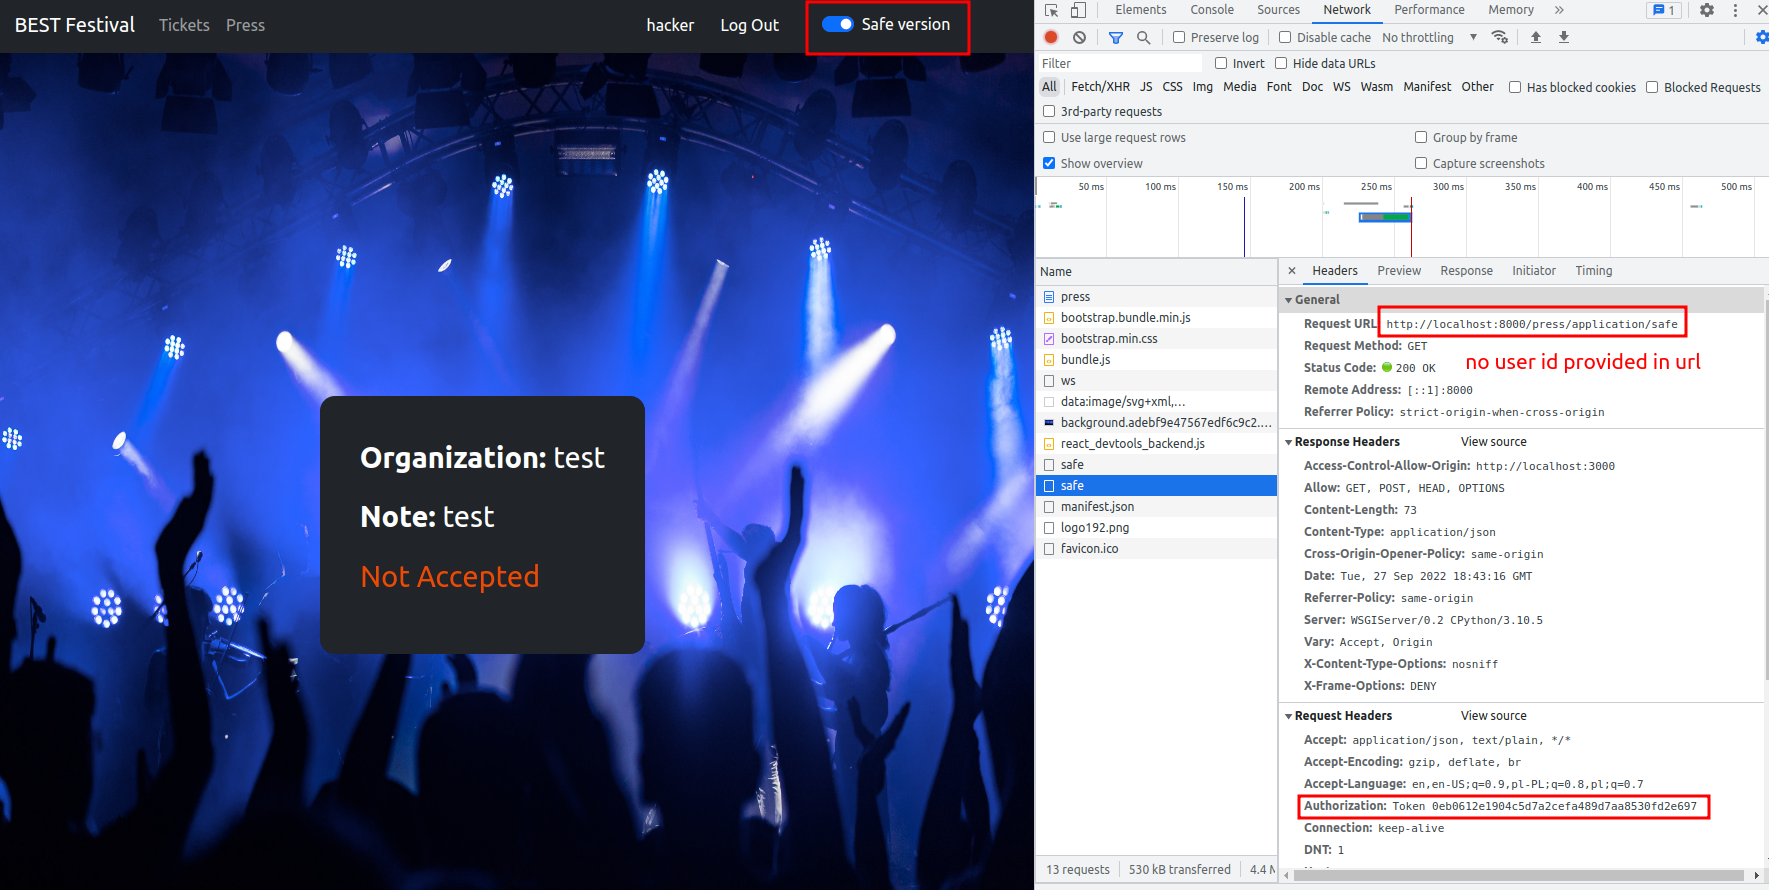 BEST Festival Tickets Press hacker Log Out Safe version
Organization: test
Note: test
Not Accepted
Elements Console Sources Network Performance Memory » 1
Preserve log Disable cache No throttling
Filter Invert Hide data URLs
All Fetch/XHR JS CSS Img Media Font Doc WS Wasm Manifest Other Has blocked cookies Blocked Requests
3rd-party requests
Use large request rows Group by frame
Show overview Capture screenshots
50 ms 100 ms 150 ms 200 ms 250 ms 300 ms 350 ms 400 ms 450 ms 500 ms
Name
press
bootstrap.bundle.min.js
bootstrap.min.css
bundle.js
ws
data:image/svg+xml,...
background.adebf9e47567edf6c9c2....
react_devtools_backend.js
safe
safe
manifest.json
logo192.png
favicon.ico
13 requests 530 kB transferred 4.4 M
× Headers Preview Response Initiator Timing
General
Request URL http://localhost:8000/press/application/safe
Request Method: GET
no user id provided in url
Status Code: 200 OK
Remote Address: [::1]:8000
Referrer Policy: strict-origin-when-cross-origin
Response Headers View source
Access-Control-Allow-Origin: http://localhost:3000
Allow: GET, POST, HEAD, OPTIONS
Content-Length: 73
Content-Type: application/json
Cross-Origin-Opener-Policy: same-origin
Date: Tue, 27 Sep 2022 18:43:16 GMT
Referrer-Policy: same-origin
Server: WSGIServer/0.2 CPython/3.10.5
Vary: Accept, Origin
X-Content-Type-Options: nosniff
X-Frame-Options: DENY
Request Headers View source
Accept: application/json, text/plain, */*
Accept-Encoding: gzip, deflate, br
Accept-Language: en,en-US;q=0.9,pl-PL;q=0.8,pl;q=0.7
Authorization: Token 0eb0612e1904c5d7a2cefa489d7aa8530fd2e697
Connection: keep-alive
DNT: 1